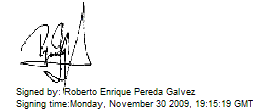 Signed by: Roberto Enrique Pereda Galvez
Signing time:Monday, November 30 2009, 19:15:19 GMT